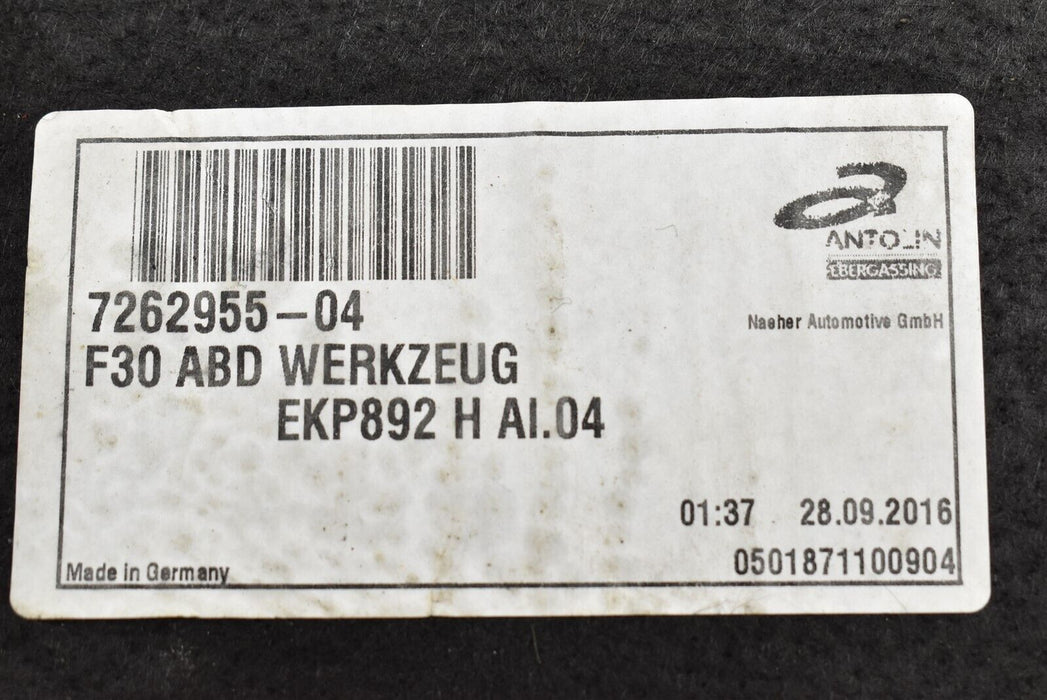 ANTOLIN
EBERGASSING
7262955-04
Naeher Automotive GmbH
F30 ABD WERKZEUG
EKP892 H AI.04
01:37 28.09.2016
0501871100904
Made in Germany